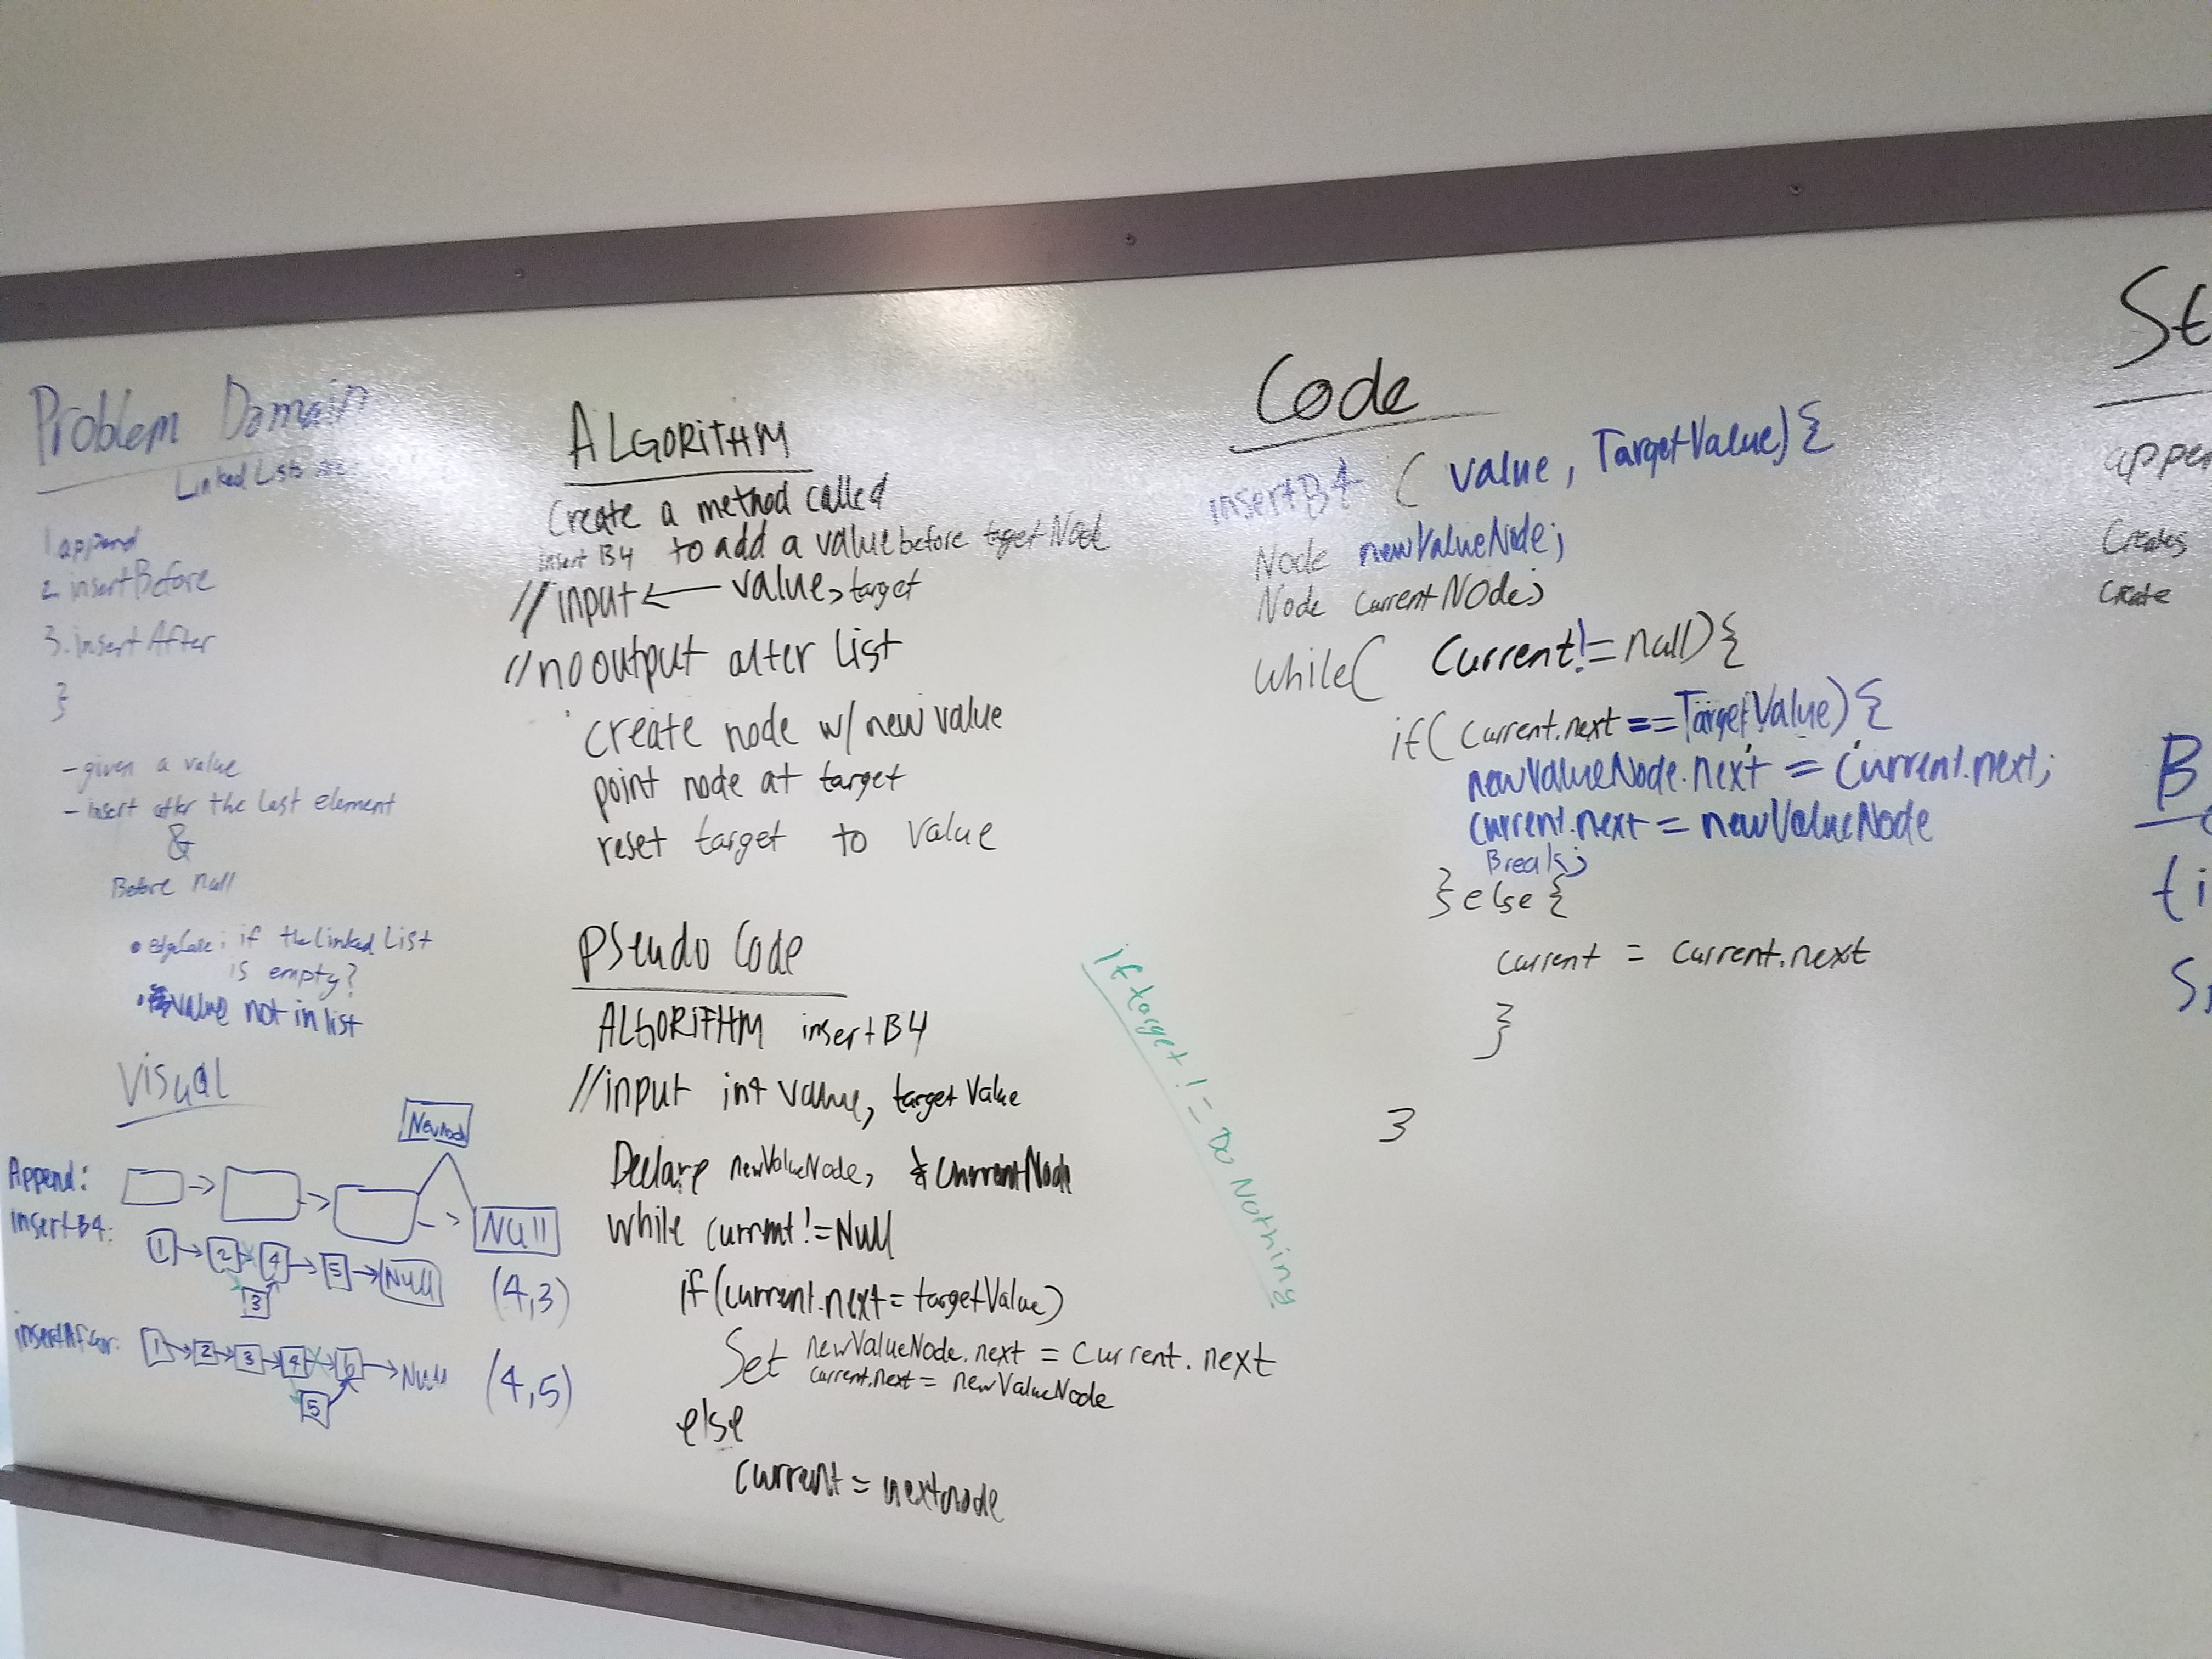 Problem Domain
Linked Lists
1 append
2. insertBefore
3. insertAfter
}
- given a value
- insert after the last element
&
Before null
• edgeCase: if the Linked List
is empty?
• value not in list
Visual
NewNode
Append:
Null
insertB4:
1 2 4 5 Null (4,3)
3
insertAfter:
1 2 3 4 6 Null (4,5)
5
ALGORITHM
Create a method called
insert B4 to add a value before target Node
// input ← value, target
// no output alter List
create node w/ new value
point node at target
reset target to value
Pseudo Code
ALGORITHM insertB4
// input int value, target Value
Declare newValueNode, currentNode
while current != Null
if (current.next = targetValue)
Set newValueNode.next = current.next
current.next = newValueNode
else
current = nextnode
if target != Do Nothing
Code
insertB4 ( value, TargetValue) {
Node newValueNode;
Node currentNode;
while( Current != null) {
if( current.next == TargetValue) {
newValueNode.next = current.next;
current.next = newValueNode
Break;
} else {
current = current.next
}
}
St
appen
Creates
Create
B
ti